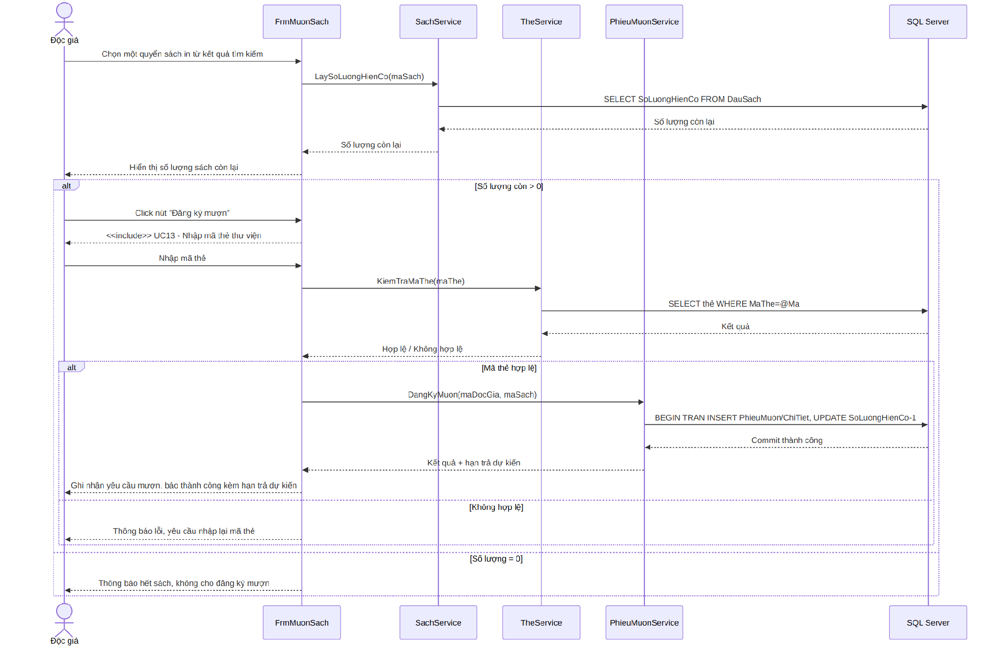 Độc giả
FrmMuonSach
SachService
TheService
PhieuMuonService
SQL Server
Chọn một quyển sách in từ kết quả tìm kiếm
LaySoLuongHienCo(maSach)
SELECT SoLuongHienCo FROM DauSach
Số lượng còn lại
Số lượng còn lại
Hiển thị số lượng sách còn lại
alt
[Số lượng còn > 0]
Click nút "Đăng ký mượn"
<<include>> UC13 - Nhập mã thẻ thư viện
Nhập mã thẻ
KiemTraMaThe(maThe)
SELECT thẻ WHERE MaThe=@Ma
Kết quả
Hợp lệ / Không hợp lệ
alt
[Mã thẻ hợp lệ]
DangKyMuon(maDocGia, maSach)
BEGIN TRAN INSERT PhieuMuon/ChiTiet, UPDATE SoLuongHienCo-1
Commit thành công
Kết quả + hạn trả dự kiến
Ghi nhận yêu cầu mượn, báo thành công kèm hạn trả dự kiến
[Không hợp lệ]
Thông báo lỗi, yêu cầu nhập lại mã thẻ
[Số lượng = 0]
Thông báo hết sách, không cho đăng ký mượn
Độc giả
FrmMuonSach
SachService
TheService
PhieuMuonService
SQL Server